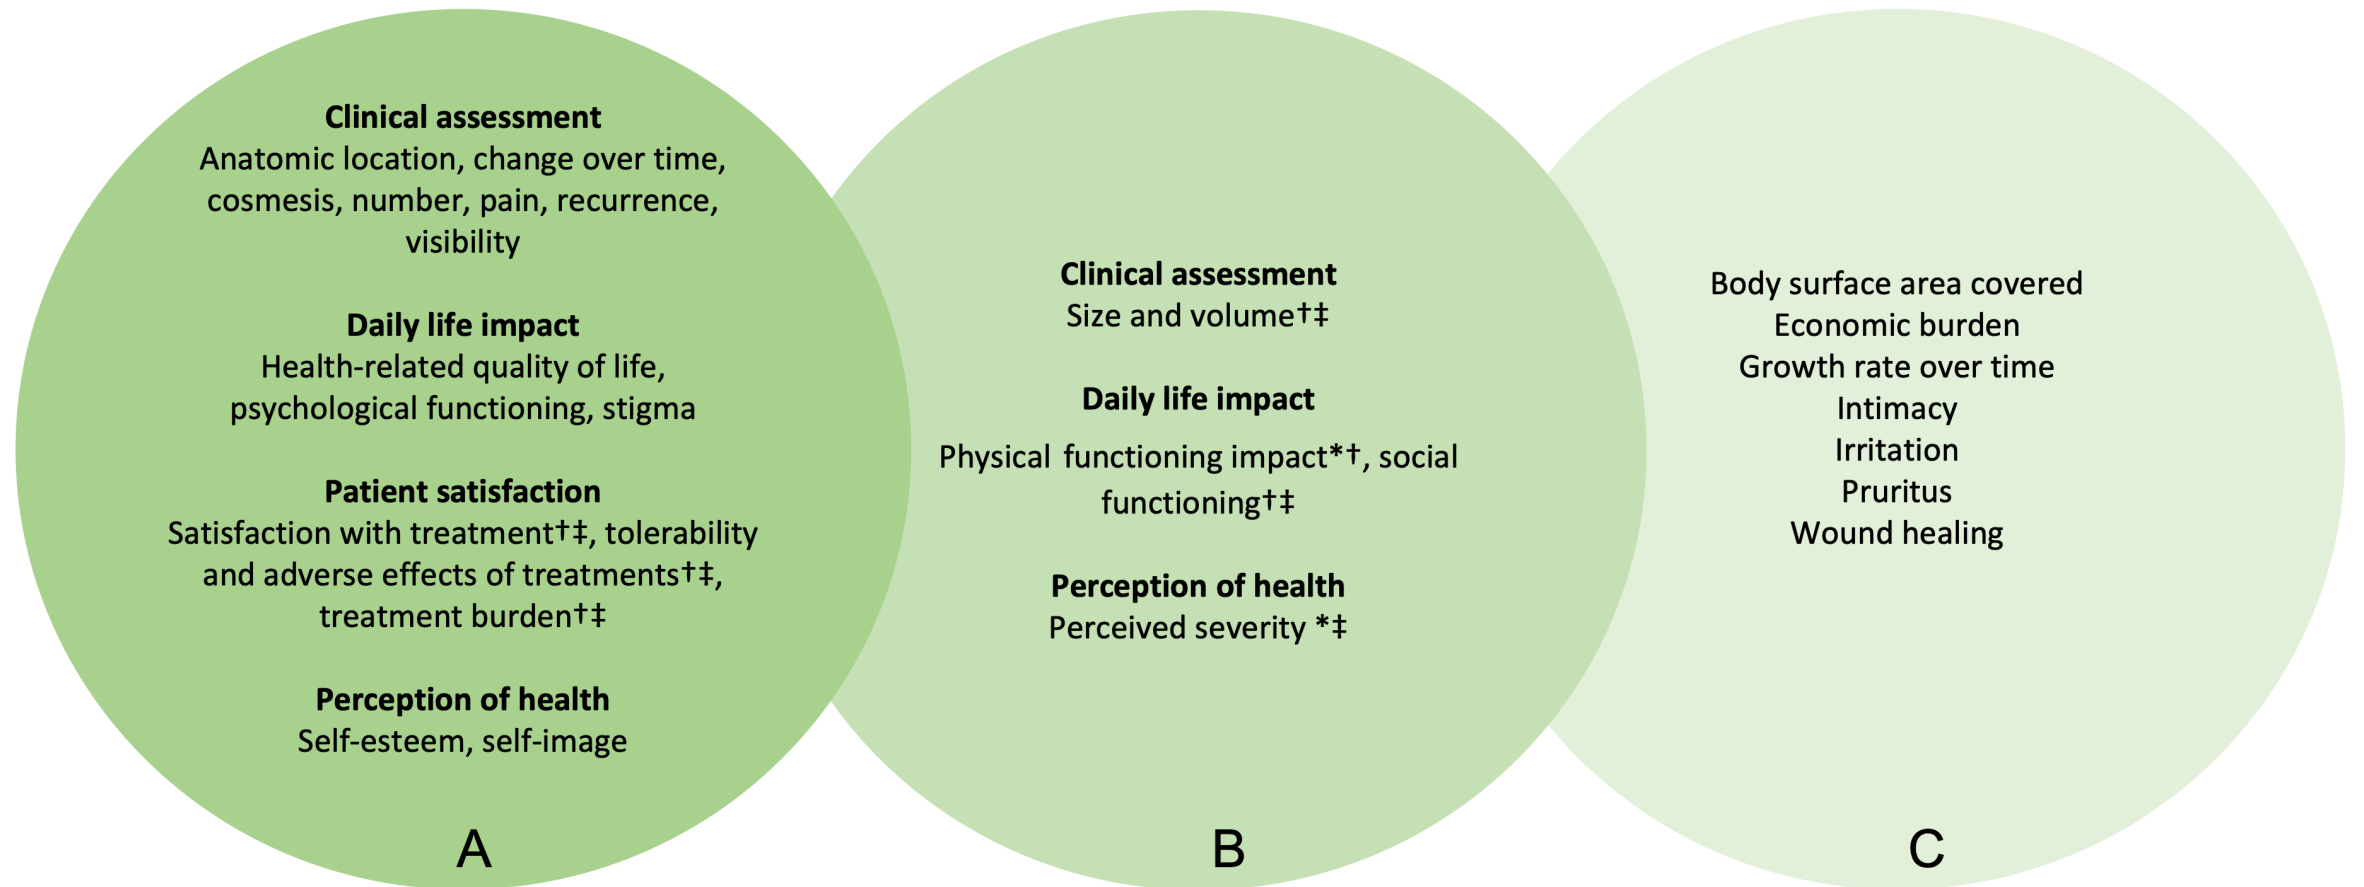 Clinical assessment
Anatomic location, change over time,
cosmesis, number, pain, recurrence,
visibility
Daily life impact
Health-related quality of life,
psychological functioning, stigma
Patient satisfaction
Satisfaction with treatment†‡, tolerability
and adverse effects of treatments†‡,
treatment burden†‡
Perception of health
Self-esteem, self-image
A
Clinical assessment
Size and volume†‡
Daily life impact
Physical functioning impact*†, social
functioning†‡
Perception of health
Perceived severity *‡
B
Body surface area covered
Economic burden
Growth rate over time
Intimacy
Irritation
Pruritus
Wound healing
C